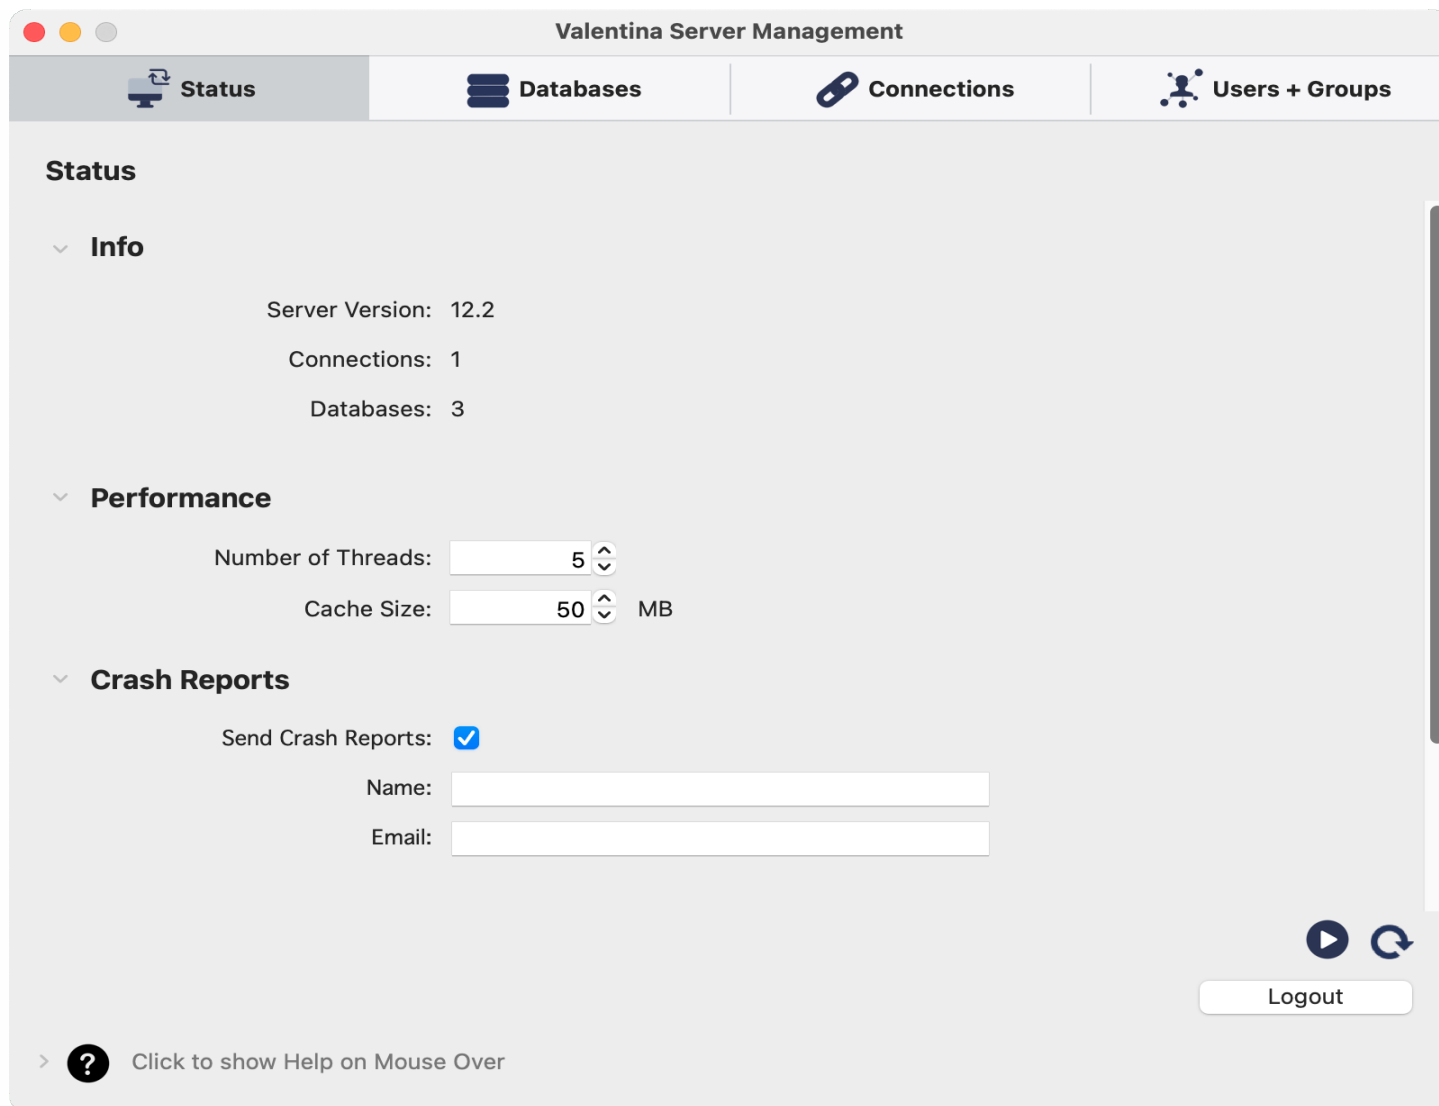 Valentina Server Management
Status
Databases
Connections
Users + Groups
Status
Info
Server Version: 12.2
Connections: 1
Databases: 3
Performance
Number of Threads: 5
Cache Size: 50 MB
Crash Reports
Send Crash Reports:
Name:
Email:
Logout
? Click to show Help on Mouse Over